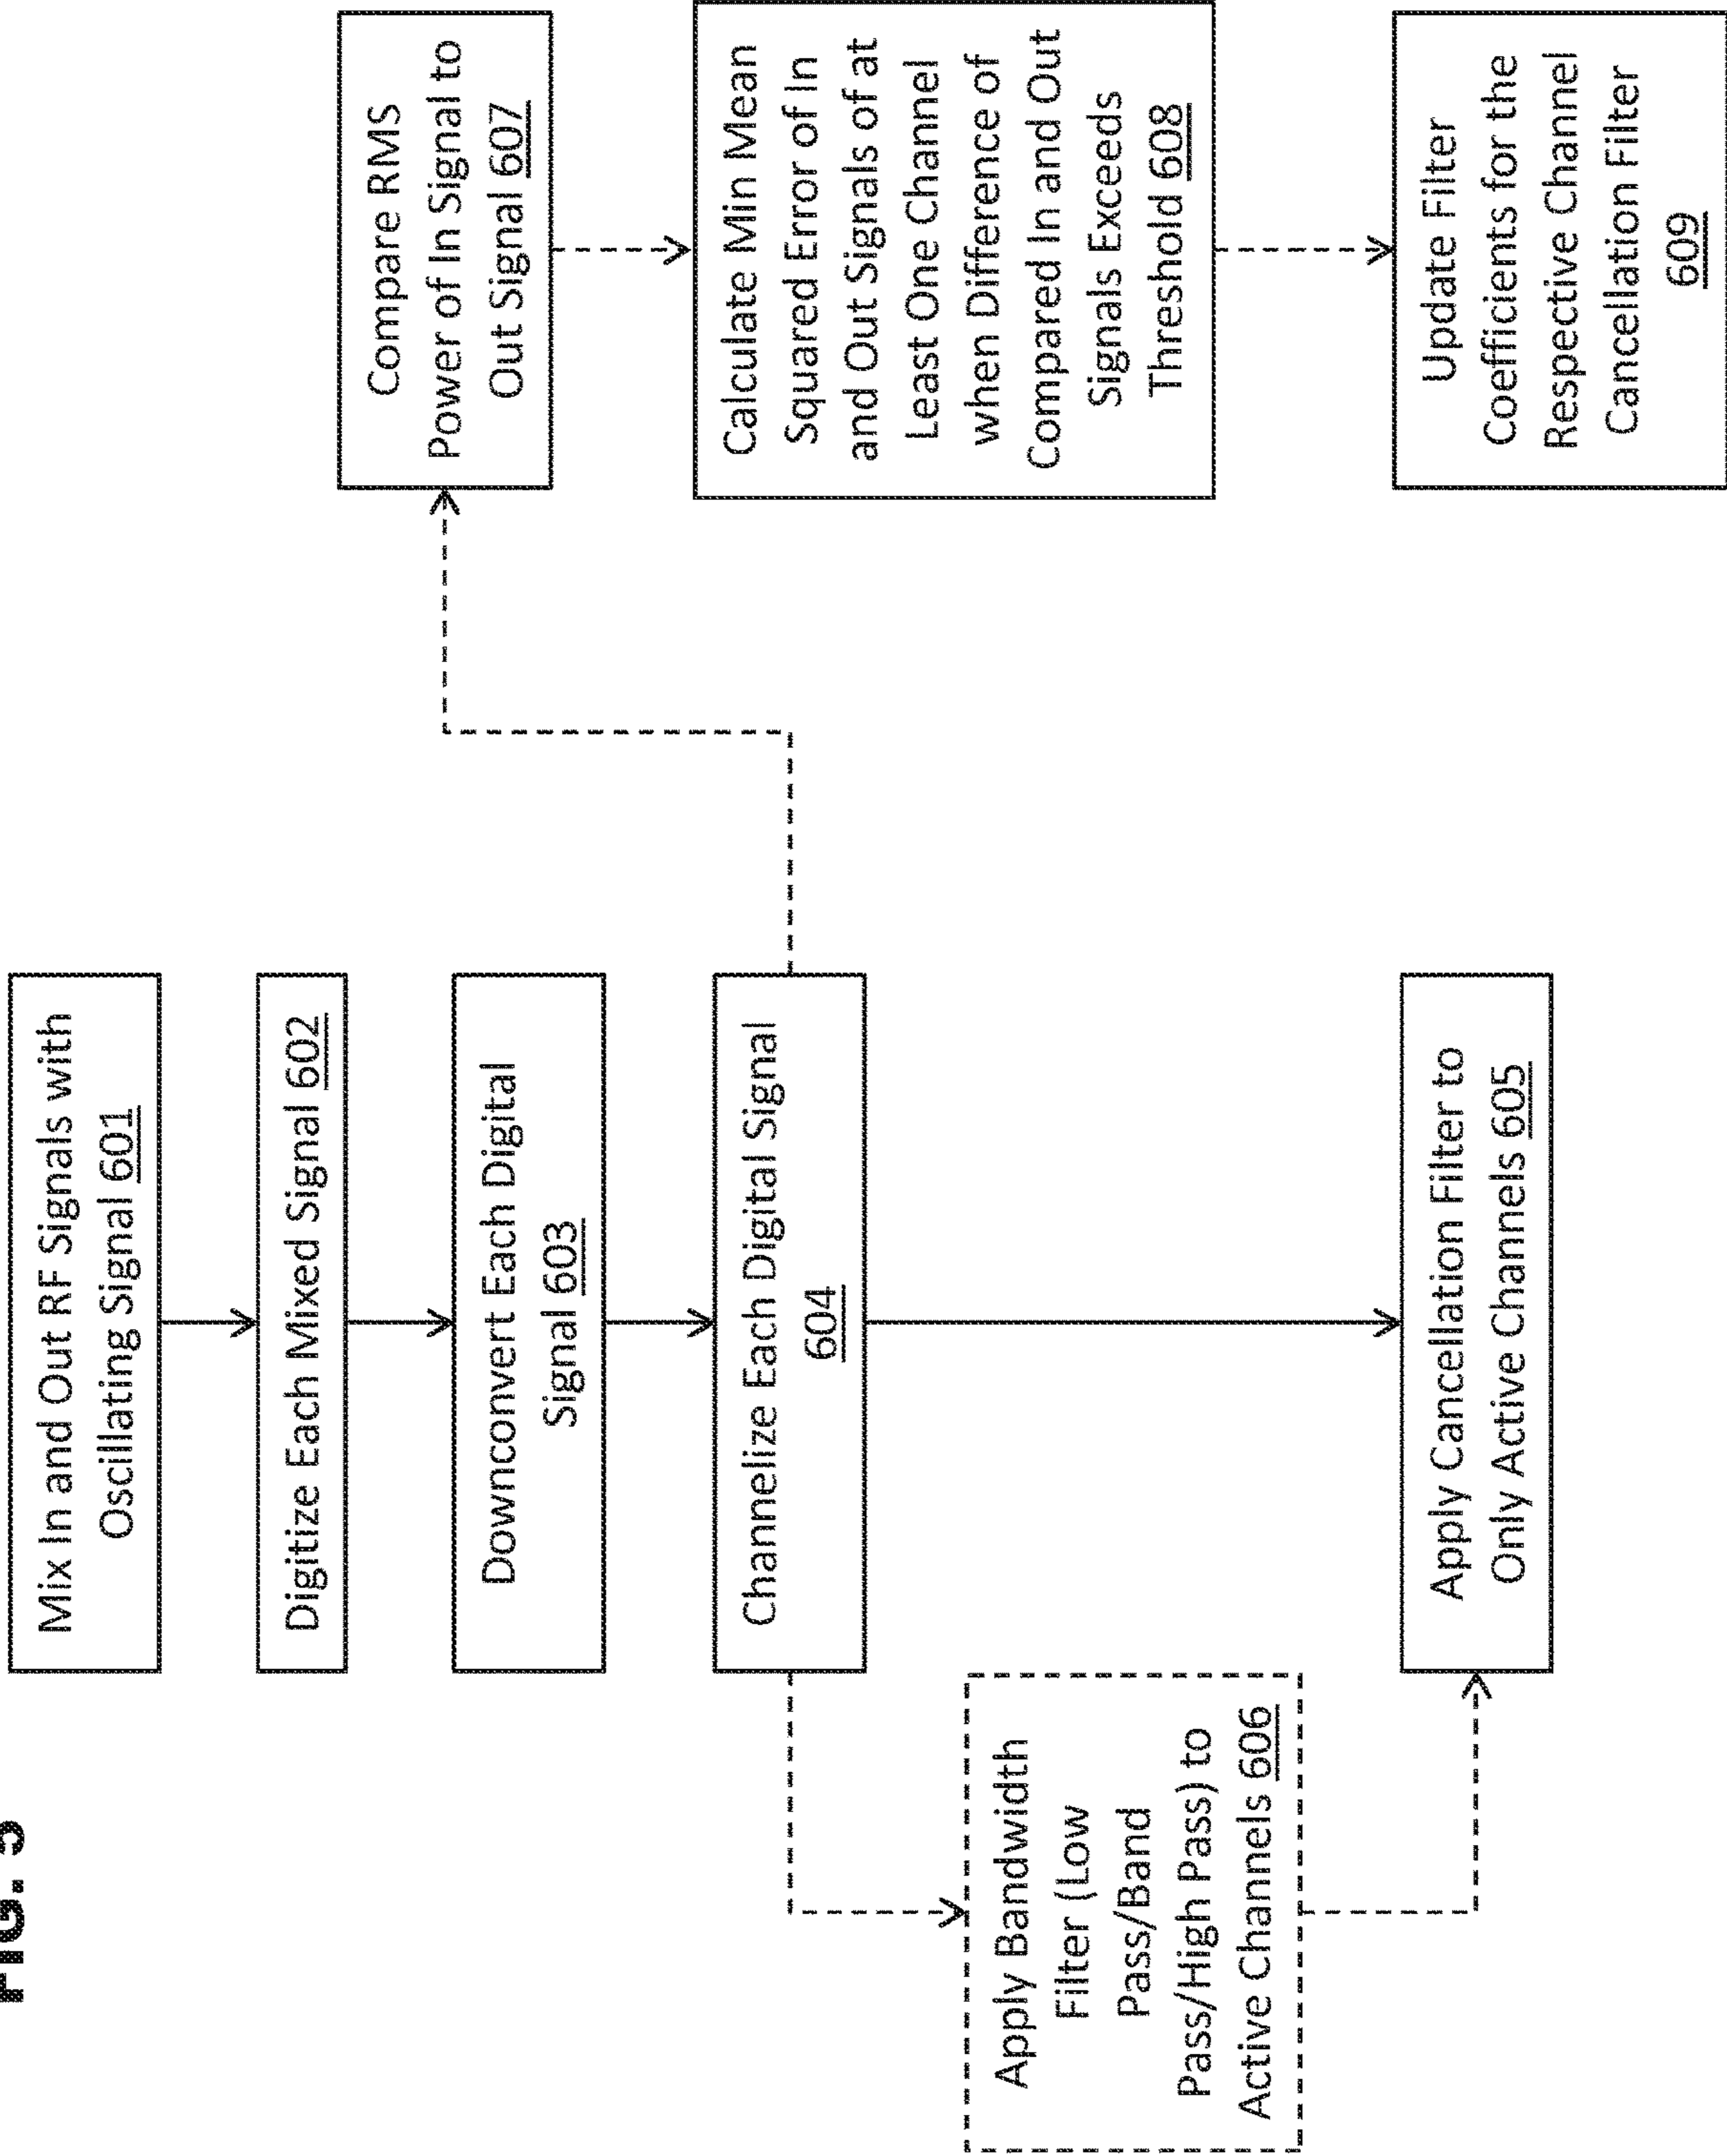 FIG.
Mix In and Out RF Signals with
Oscillating Signal 601
Digitize Each Mixed Signal 602
Downconvert Each Digital
Signal 603
Channelize Each Digital Signal
604
Apply Bandwidth
Filter (Low
Pass/Band
Pass/High Pass) to
Active Channels 606
Apply Cancellation Filter to
Only Active Channels 605
Compare RMS
Power of In Signal to
Out Signal 607
Calculate Min Mean
Squared Error of In
and Out Signals of at
Least One Channel
when Difference of
Compared In and Out
Signals Exceeds
Threshold 608
Update Filter
Coefficients for the
Respective Channel
Cancellation Filter
609